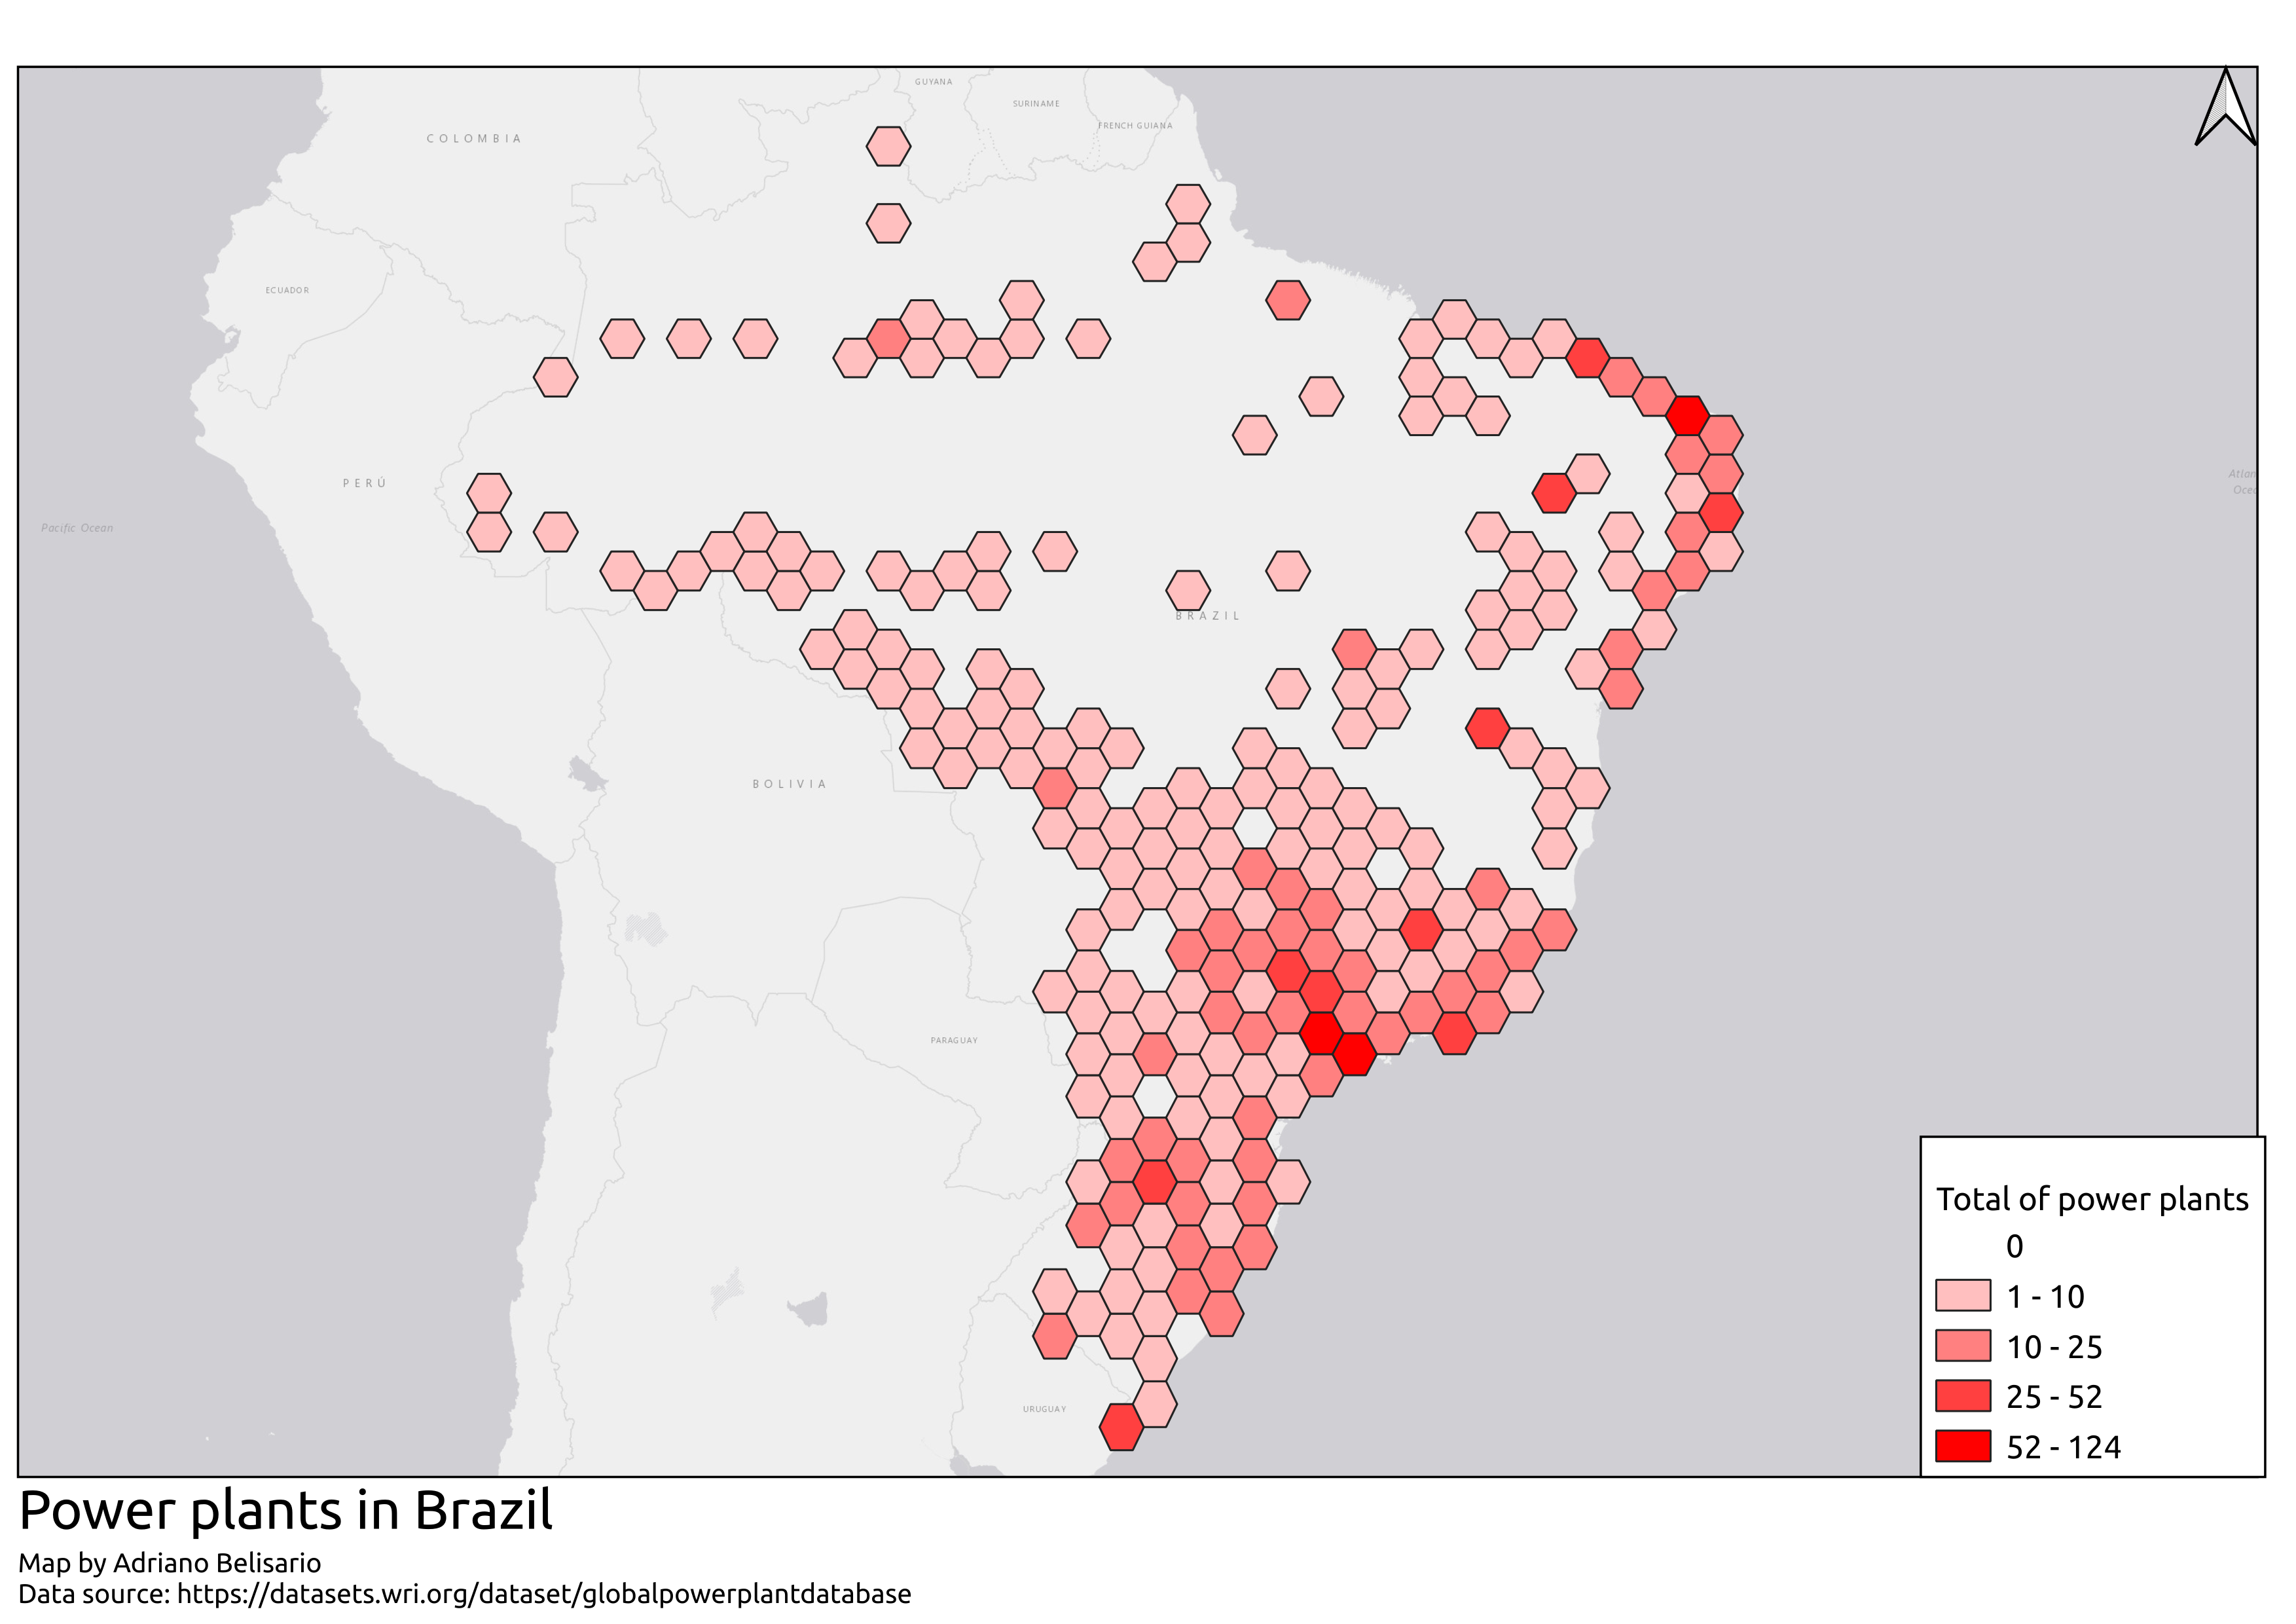 GUYANA
SURINAME
FRENCH GUIANA
COLOMBIA
ECUADOR
PERÚ
Pacific Ocean
Atlan
Ocea
BRAZIL
BOLIVIA
PARAGUAY
URUGUAY
Total of power plants
0
1 - 10
10 - 25
25 - 52
52 - 124
Power plants in Brazil
Map by Adriano Belisario
Data source: https://datasets.wri.org/dataset/globalpowerplantdatabase